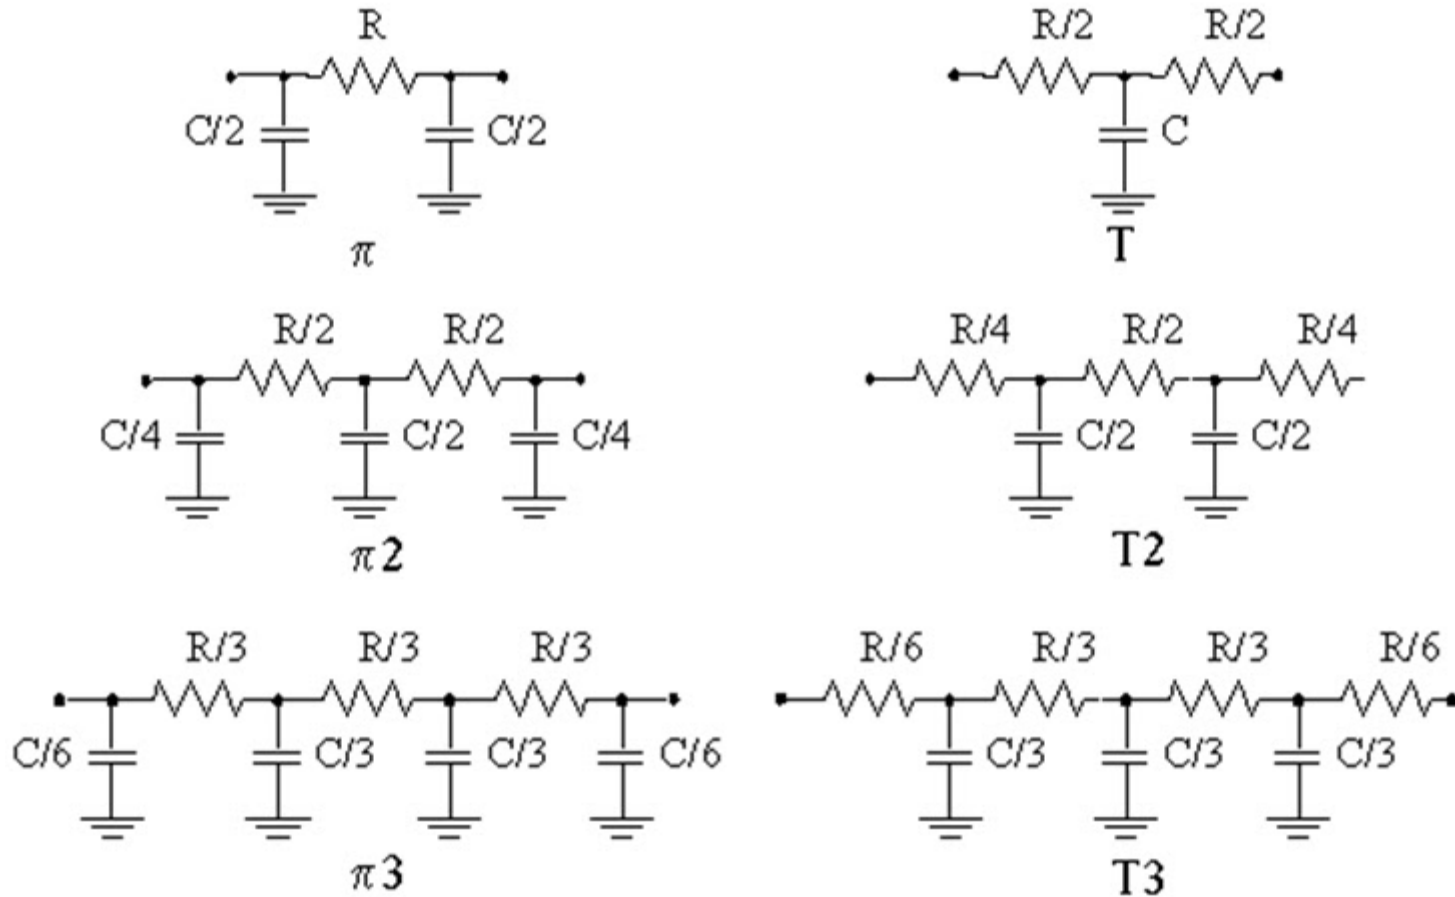 R
C/2 C/2
π
R/2 R/2
C
T
R/2 R/2
C/4 C/2 C/4
π2
R/4 R/2 R/4
C/2 C/2
T2
R/3 R/3 R/3
C/6 C/3 C/3 C/6
π3
R/6 R/3 R/3 R/6
C/3 C/3 C/3
T3